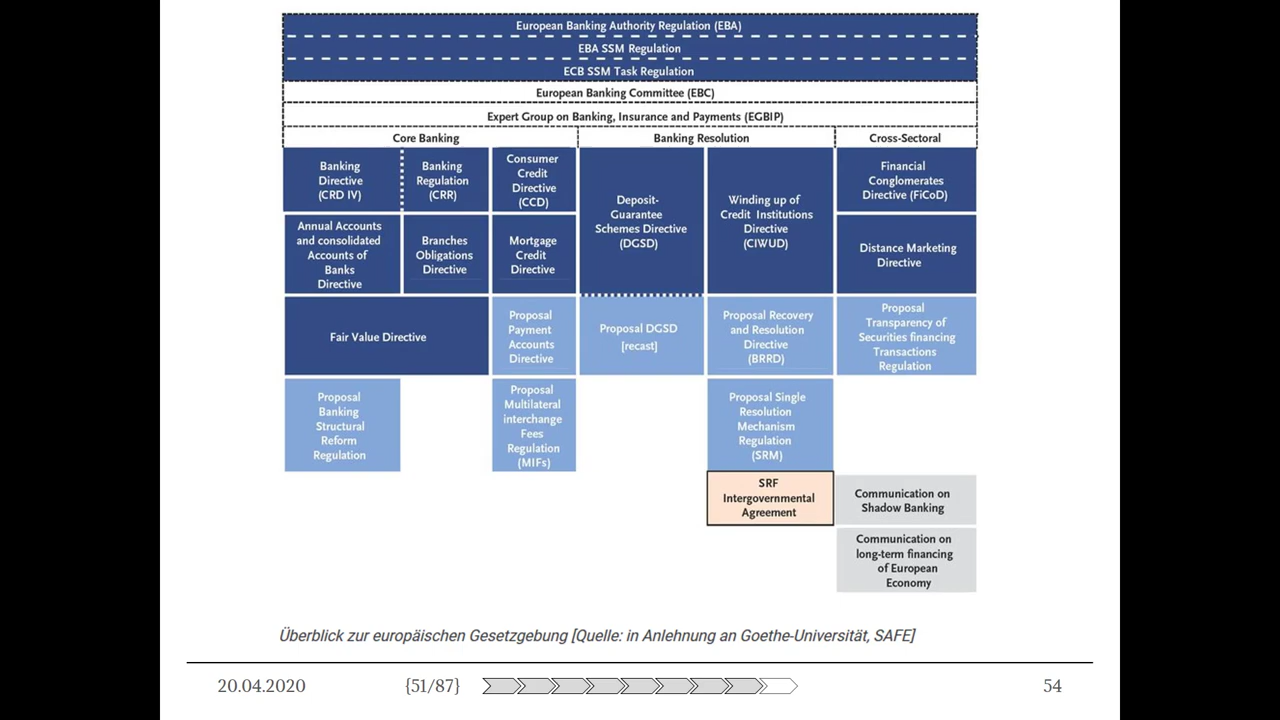 European Banking Authority Regulation (EBA)
EBA SSM Regulation
ECB SSM Task Regulation
European Banking Committee (EBC)
Expert Group on Banking, Insurance and Payments (EGBIP)
Core Banking
Banking Resolution
Cross-Sectoral
Banking
Directive
(CRD IV)
Banking
Regulation
(CRR)
Consumer
Credit
Directive
(CCD)
Deposit-
Guarantee
Schemes Directive
(DGSD)
Winding up of
Credit Institutions
Directive
(CIWUD)
Financial
Conglomerates
Directive (FiCoD)
Annual Accounts
and consolidated
Accounts of
Banks
Directive
Branches
Obligations
Directive
Mortgage
Credit
Directive
Distance Marketing
Directive
Fair Value Directive
Proposal
Payment
Accounts
Directive
Proposal DGSD
[recast]
Proposal Recovery
and Resolution
Directive
(BRRD)
Proposal
Transparency of
Securities financing
Transactions
Regulation
Proposal
Banking
Structural
Reform
Regulation
Proposal
Multilateral
interchange
Fees
Regulation
(MIFs)
Proposal Single
Resolution
Mechanism
Regulation
(SRM)
SRF
Intergovernmental
Agreement
Communication on
Shadow Banking
Communication on
long-term financing
of European
Economy
Überblick zur europäischen Gesetzgebung [Quelle: in Anlehnung an Goethe-Universität, SAFE]
20.04.2020
{51/87}
54